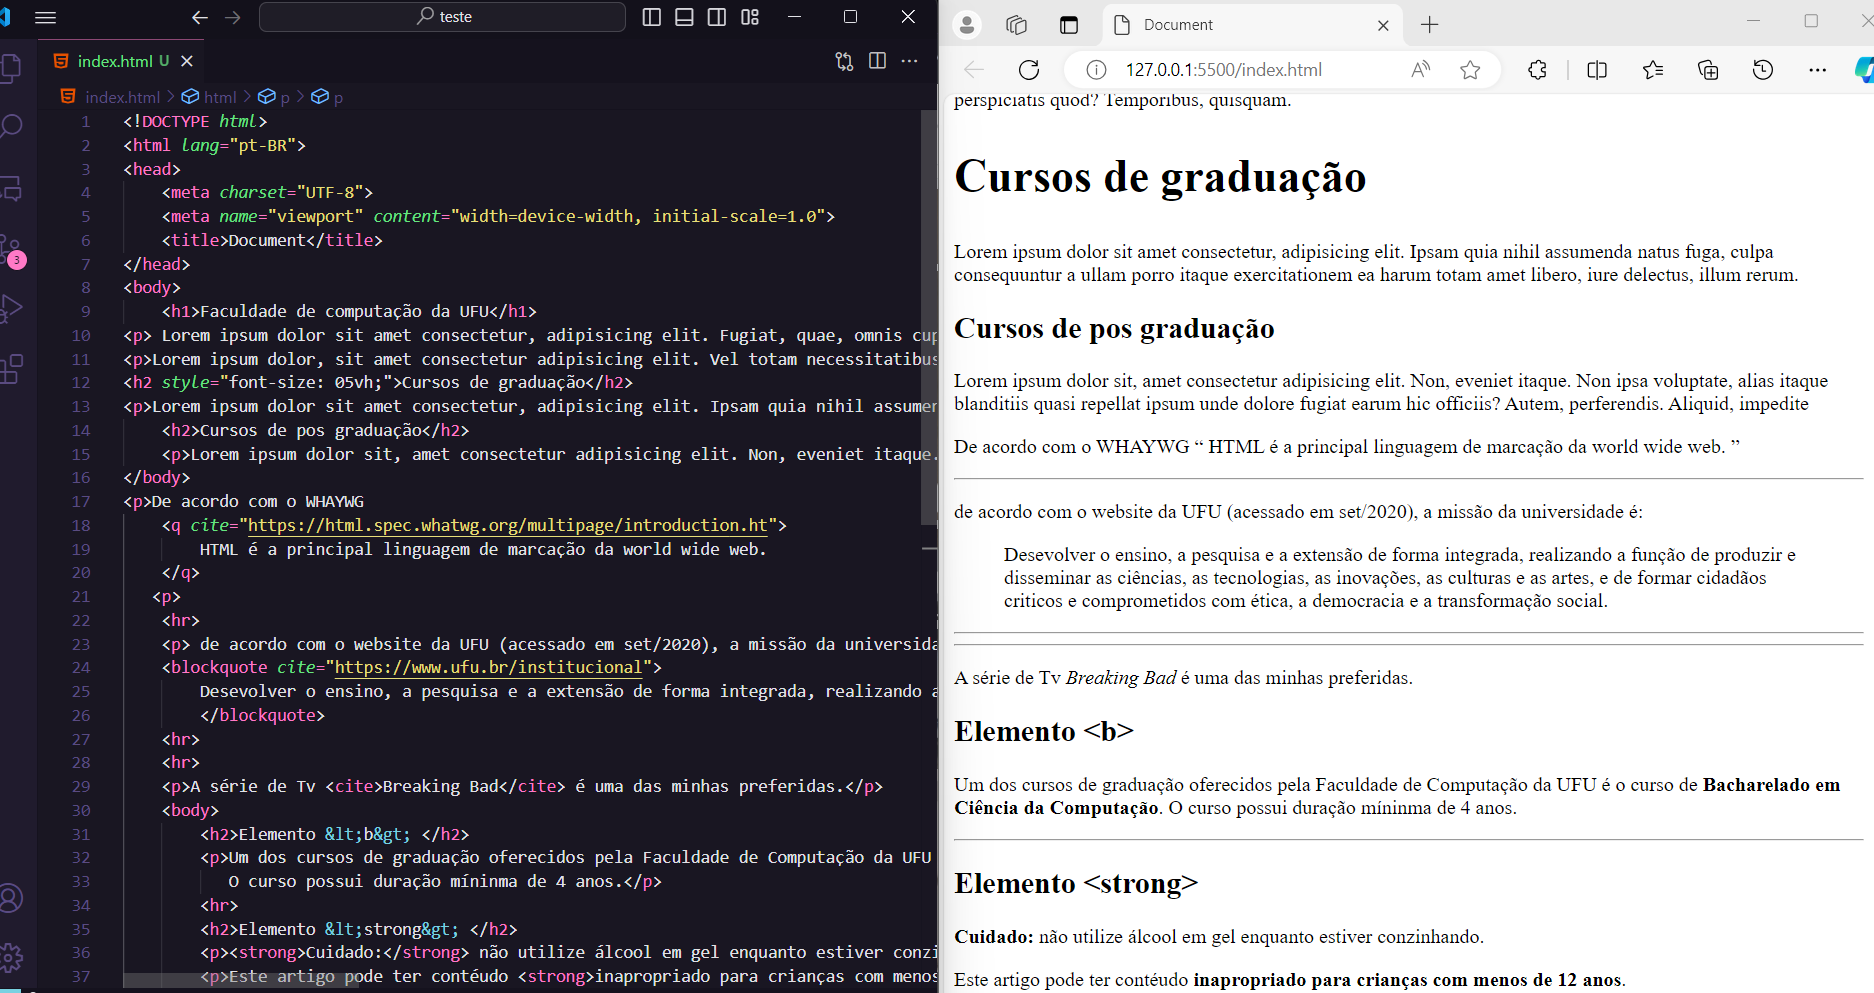 teste
index.html U
index.html > html > p > p
1 <!DOCTYPE html>
2 <html lang="pt-BR">
3 <head>
4 <meta charset="UTF-8">
5 <meta name="viewport" content="width=device-width, initial-scale=1.0">
6 <title>Document</title>
7 </head>
8 <body>
9 <h1>Faculdade de computação da UFU</h1>
10 <p> Lorem ipsum dolor sit amet consectetur, adipisicing elit. Fugiat, quae, omnis cup
11 <p>Lorem ipsum dolor, sit amet consectetur adipisicing elit. Vel totam necessitatibus
12 <h2 style="font-size: 05vh;">Cursos de graduação</h2>
13 <p>Lorem ipsum dolor sit amet consectetur, adipisicing elit. Ipsam quia nihil assumen
14 <h2>Cursos de pos graduação</h2>
15 <p>Lorem ipsum dolor sit, amet consectetur adipisicing elit. Non, eveniet itaque.
16 </body>
17 <p>De acordo com o WHAYWG
18 <q cite="https://html.spec.whatwg.org/multipage/introduction.ht">
19 HTML é a principal linguagem de marcação da world wide web.
20 </q>
21 <p>
22 <hr>
23 <p> de acordo com o website da UFU (acessado em set/2020), a missão da universida
24 <blockquote cite="https://www.ufu.br/institucional">
25 Desevolver o ensino, a pesquisa e a extensão de forma integrada, realizando a
26 </blockquote>
27 <hr>
28 <hr>
29 <p>A série de Tv <cite>Breaking Bad</cite> é uma das minhas preferidas.</p>
30 <body>
31 <h2>Elemento &lt;b&gt; </h2>
32 <p>Um dos cursos de graduação oferecidos pela Faculdade de Computação da UFU
33 O curso possui duração míninma de 4 anos.</p>
34 <hr>
35 <h2>Elemento &lt;strong&gt; </h2>
36 <p><strong>Cuidado:</strong> não utilize álcool em gel enquanto estiver conzi
37 <p>Este artigo pode ter contéudo <strong>inapropriado para crianças com menos
3
Document
127.0.0.1:5500/index.html
perspiciatis quod? Temporibus, quisquam.
Cursos de graduação
Lorem ipsum dolor sit amet consectetur, adipisicing elit. Ipsam quia nihil assumenda natus fuga, culpa
consequuntur a ullam porro itaque exercitationem ea harum totam amet libero, iure delectus, illum rerum.
Cursos de pos graduação
Lorem ipsum dolor sit, amet consectetur adipisicing elit. Non, eveniet itaque. Non ipsa voluptate, alias itaque
blanditiis quasi repellat ipsum unde dolore fugiat earum hic officiis? Autem, perferendis. Aliquid, impedite
De acordo com o WHAYWG “ HTML é a principal linguagem de marcação da world wide web. ”
de acordo com o website da UFU (acessado em set/2020), a missão da universidade é:
Desevolver o ensino, a pesquisa e a extensão de forma integrada, realizando a função de produzir e
disseminar as ciências, as tecnologias, as inovações, as culturas e as artes, e de formar cidadãos
criticos e comprometidos com ética, a democracia e a transformação social.
A série de Tv Breaking Bad é uma das minhas preferidas.
Elemento <b>
Um dos cursos de graduação oferecidos pela Faculdade de Computação da UFU é o curso de Bacharelado em
Ciência da Computação. O curso possui duração míninma de 4 anos.
Elemento <strong>
Cuidado: não utilize álcool em gel enquanto estiver conzinhando.
Este artigo pode ter contéudo inapropriado para crianças com menos de 12 anos.